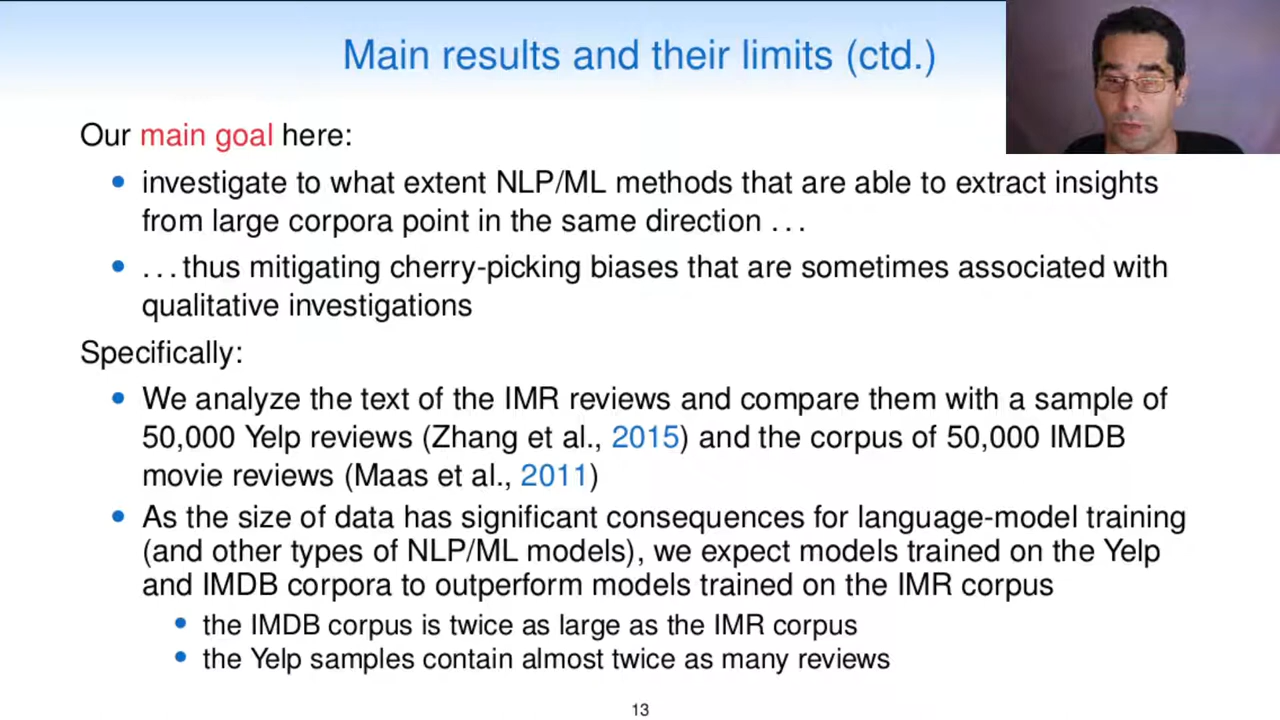 Main results and their limits (ctd.)
Our main goal here:
• investigate to what extent NLP/ML methods that are able to extract insights
from large corpora point in the same direction . . .
• . . . thus mitigating cherry-picking biases that are sometimes associated with
qualitative investigations
Specifically:
• We analyze the text of the IMR reviews and compare them with a sample of
50,000 Yelp reviews (Zhang et al., 2015) and the corpus of 50,000 IMDB
movie reviews (Maas et al., 2011)
• As the size of data has significant consequences for language-model training
(and other types of NLP/ML models), we expect models trained on the Yelp
and IMDB corpora to outperform models trained on the IMR corpus
• the IMDB corpus is twice as large as the IMR corpus
• the Yelp samples contain almost twice as many reviews
13